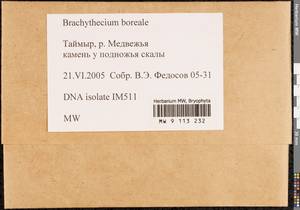 Brachythecium boreale
Таймыр, р. Медвежья
камень у подножья скалы
21.VI.2005 Собр. В.Э. Федосов 05-31
DNA isolate IM511
MW
Herbarium MW, Bryophyta
MW 9 113 232